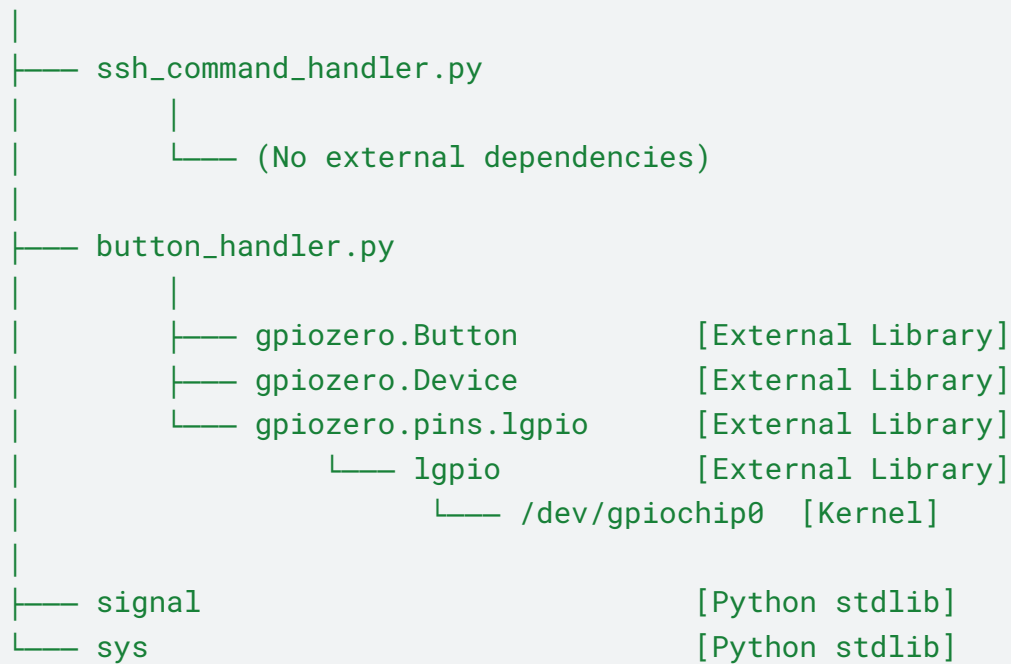 │
├─── ssh_command_handler.py
│       │
│       └─── (No external dependencies)
│
├─── button_handler.py
│       │
│       ├─── gpiozero.Button         [External Library]
│       ├─── gpiozero.Device         [External Library]
│       └─── gpiozero.pins.lgpio     [External Library]
│               └─── lgpio           [External Library]
│                    └─── /dev/gpiochip0  [Kernel]
│
├─── signal                          [Python stdlib]
└─── sys                             [Python stdlib]